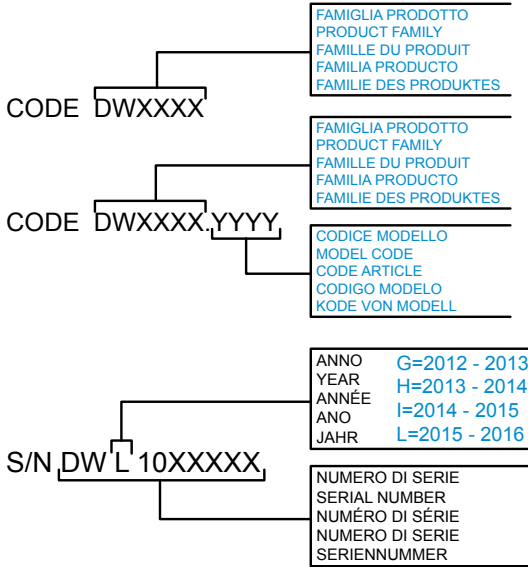 FAMIGLIA PRODOTTO
PRODUCT FAMILY
FAMILLE DU PRODUIT
FAMILIA PRODUCTO
FAMILIE DES PRODUKTES
CODE DWXXXX
FAMIGLIA PRODOTTO
PRODUCT FAMILY
FAMILLE DU PRODUIT
FAMILIA PRODUCTO
FAMILIE DES PRODUKTES
CODE DWXXXX.YYYY
CODICE MODELLO
MODEL CODE
CODE ARTICLE
CODIGO MODELO
KODE VON MODELL
ANNO
YEAR
ANNÉE
ANO
JAHR
G=2012 - 2013
H=2013 - 2014
I=2014 - 2015
L=2015 - 2016
S/N DW L 10XXXXX
NUMERO DI SERIE
SERIAL NUMBER
NUMÉRO DI SÉRIE
NUMERO DI SERIE
SERIENNUMMER